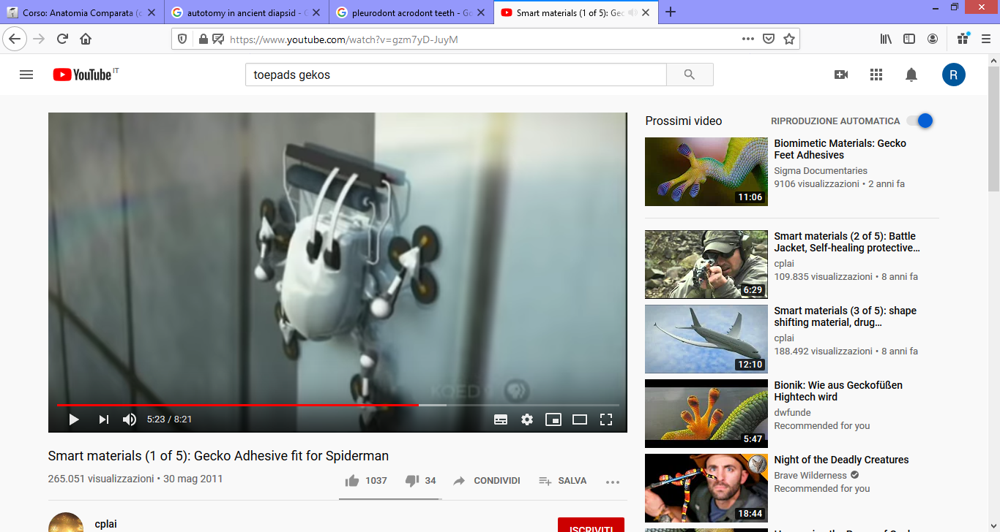 Corso: Anatomia Comparata (c
autotomy in ancient diapsid - G
pleurodont acrodont teeth - Go
Smart materials (1 of 5): Gec
https://www.youtube.com/watch?v=gzm7yD-JuyM
YouTube IT
toepads gekos
R
KQED 9 PBS
5:23 / 8:21
Smart materials (1 of 5): Gecko Adhesive fit for Spiderman
265.051 visualizzazioni • 30 mag 2011
1037
34
CONDIVIDI
SALVA
cplai
ISCRIVITI
Prossimi video
RIPRODUZIONE AUTOMATICA
11:06
Biomimetic Materials: Gecko
Feet Adhesives
Sigma Documentaries
9106 visualizzazioni • 2 anni fa
6:29
Smart materials (2 of 5): Battle
Jacket, Self-healing protective...
cplai
109.835 visualizzazioni • 8 anni fa
12:10
Smart materials (3 of 5): shape
shifting material, drug...
cplai
188.492 visualizzazioni • 8 anni fa
5:47
Bionik: Wie aus Geckofüßen
Hightech wird
dwfunde
Recommended for you
18:44
Night of the Deadly Creatures
Brave Wilderness
Recommended for you